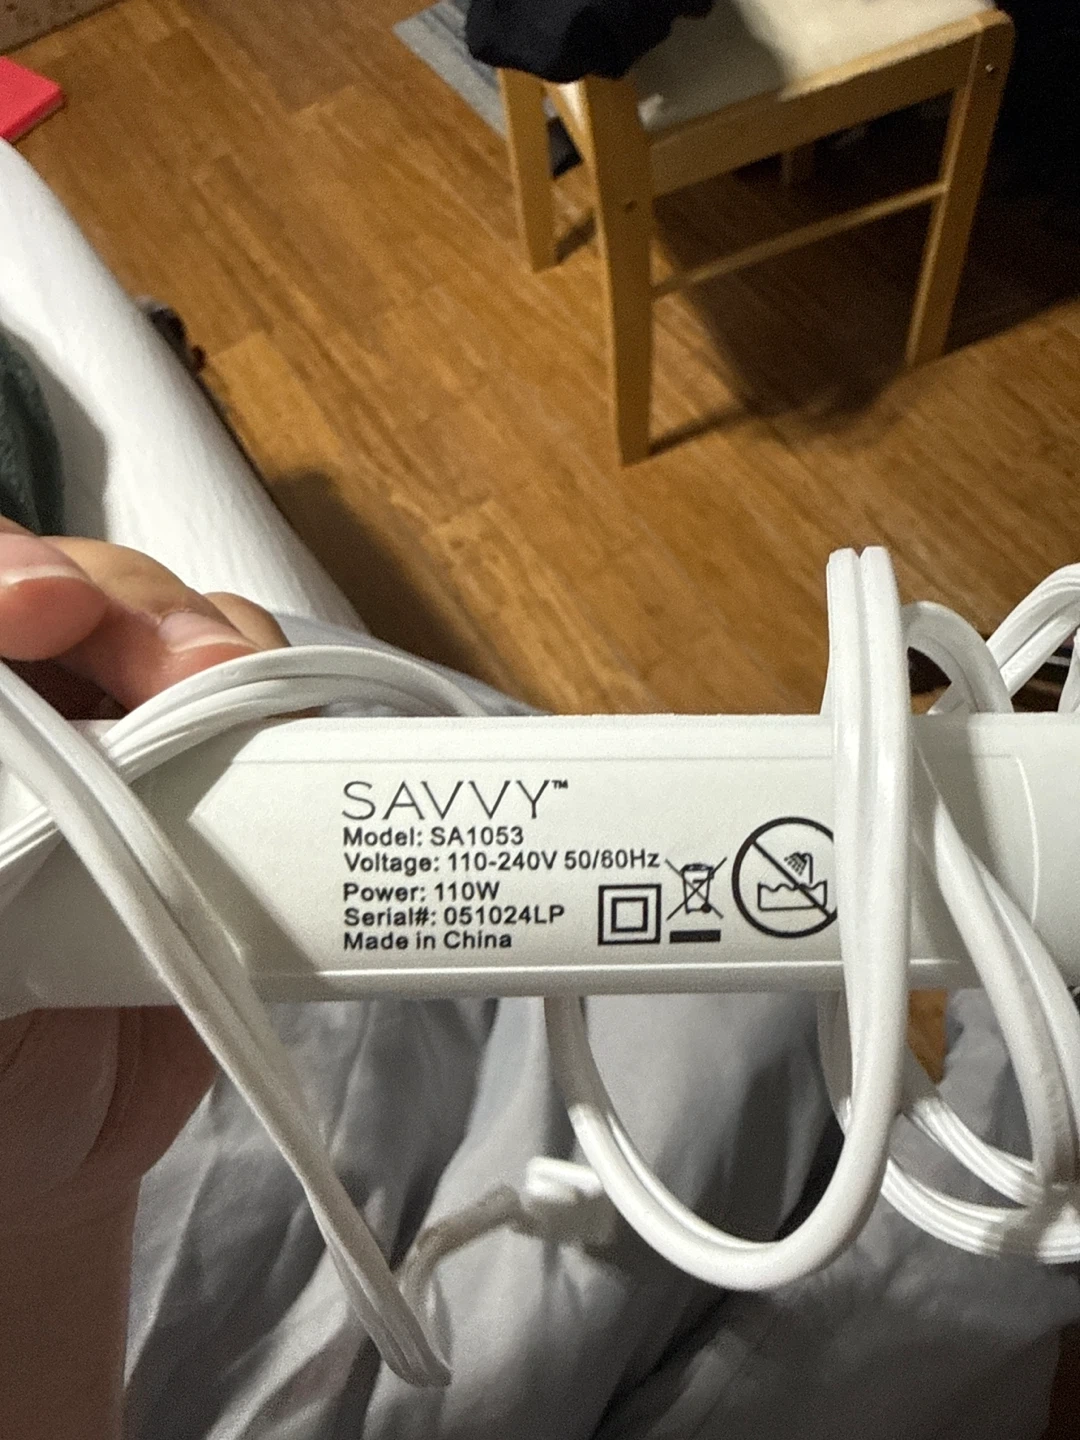 SAVVY™
Model: SA1053
Voltage: 110-240V 50/60Hz
Power: 110W
Serial#: 051024LP
Made in China